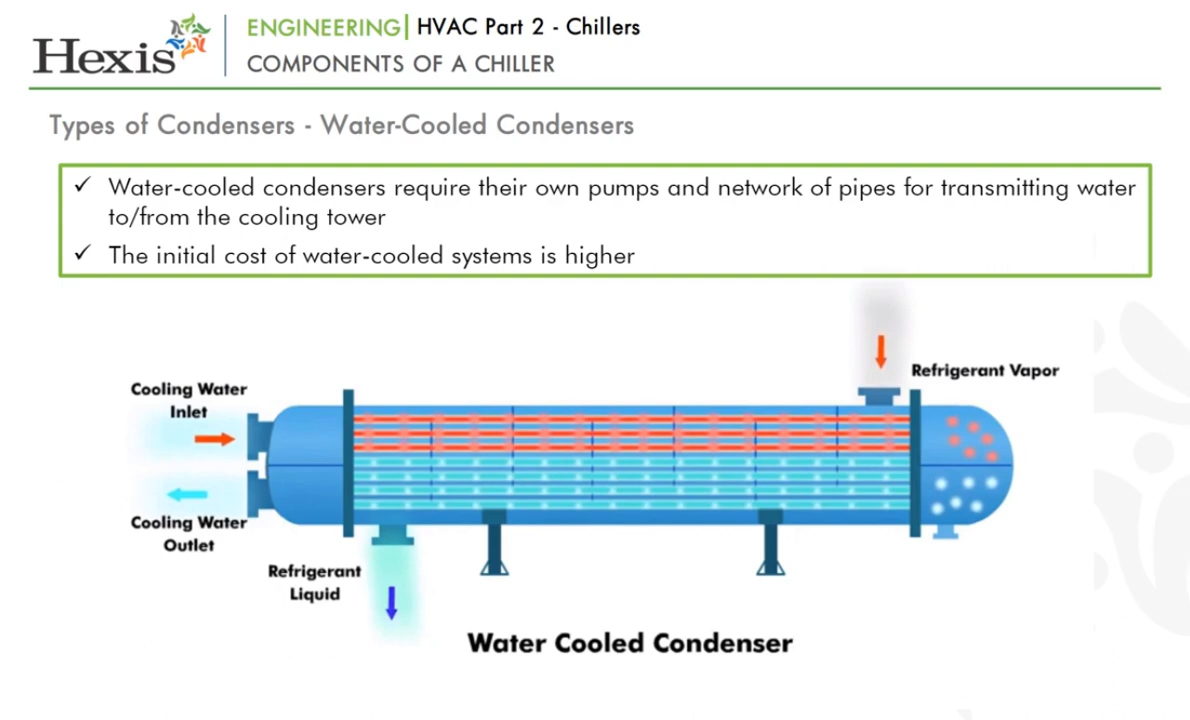 Hexis
ENGINEERING| HVAC Part 2 - Chillers
COMPONENTS OF A CHILLER
Types of Condensers - Water-Cooled Condensers
✓ Water-cooled condensers require their own pumps and network of pipes for transmitting water
to/from the cooling tower
✓ The initial cost of water-cooled systems is higher
Refrigerant Vapor
Cooling Water
Inlet
Cooling Water
Outlet
Refrigerant
Liquid
Water Cooled Condenser